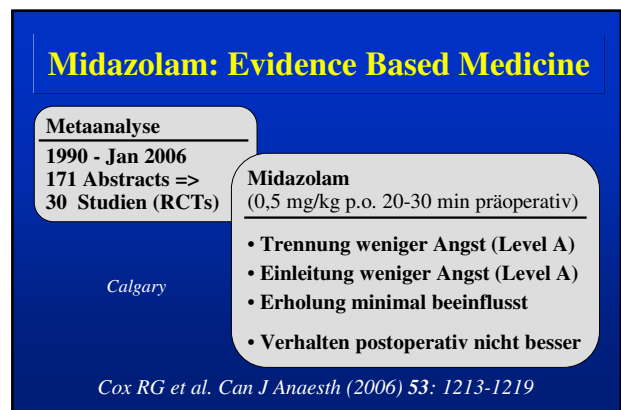 Midazolam: Evidence Based Medicine
Metaanalyse
1990 - Jan 2006
171 Abstracts =>
30 Studien (RCTs)
Midazolam
(0,5 mg/kg p.o. 20-30 min präoperativ)
• Trennung weniger Angst (Level A)
• Einleitung weniger Angst (Level A)
• Erholung minimal beeinflusst
• Verhalten postoperativ nicht besser
Calgary
Cox RG et al. Can J Anaesth (2006) 53: 1213-1219